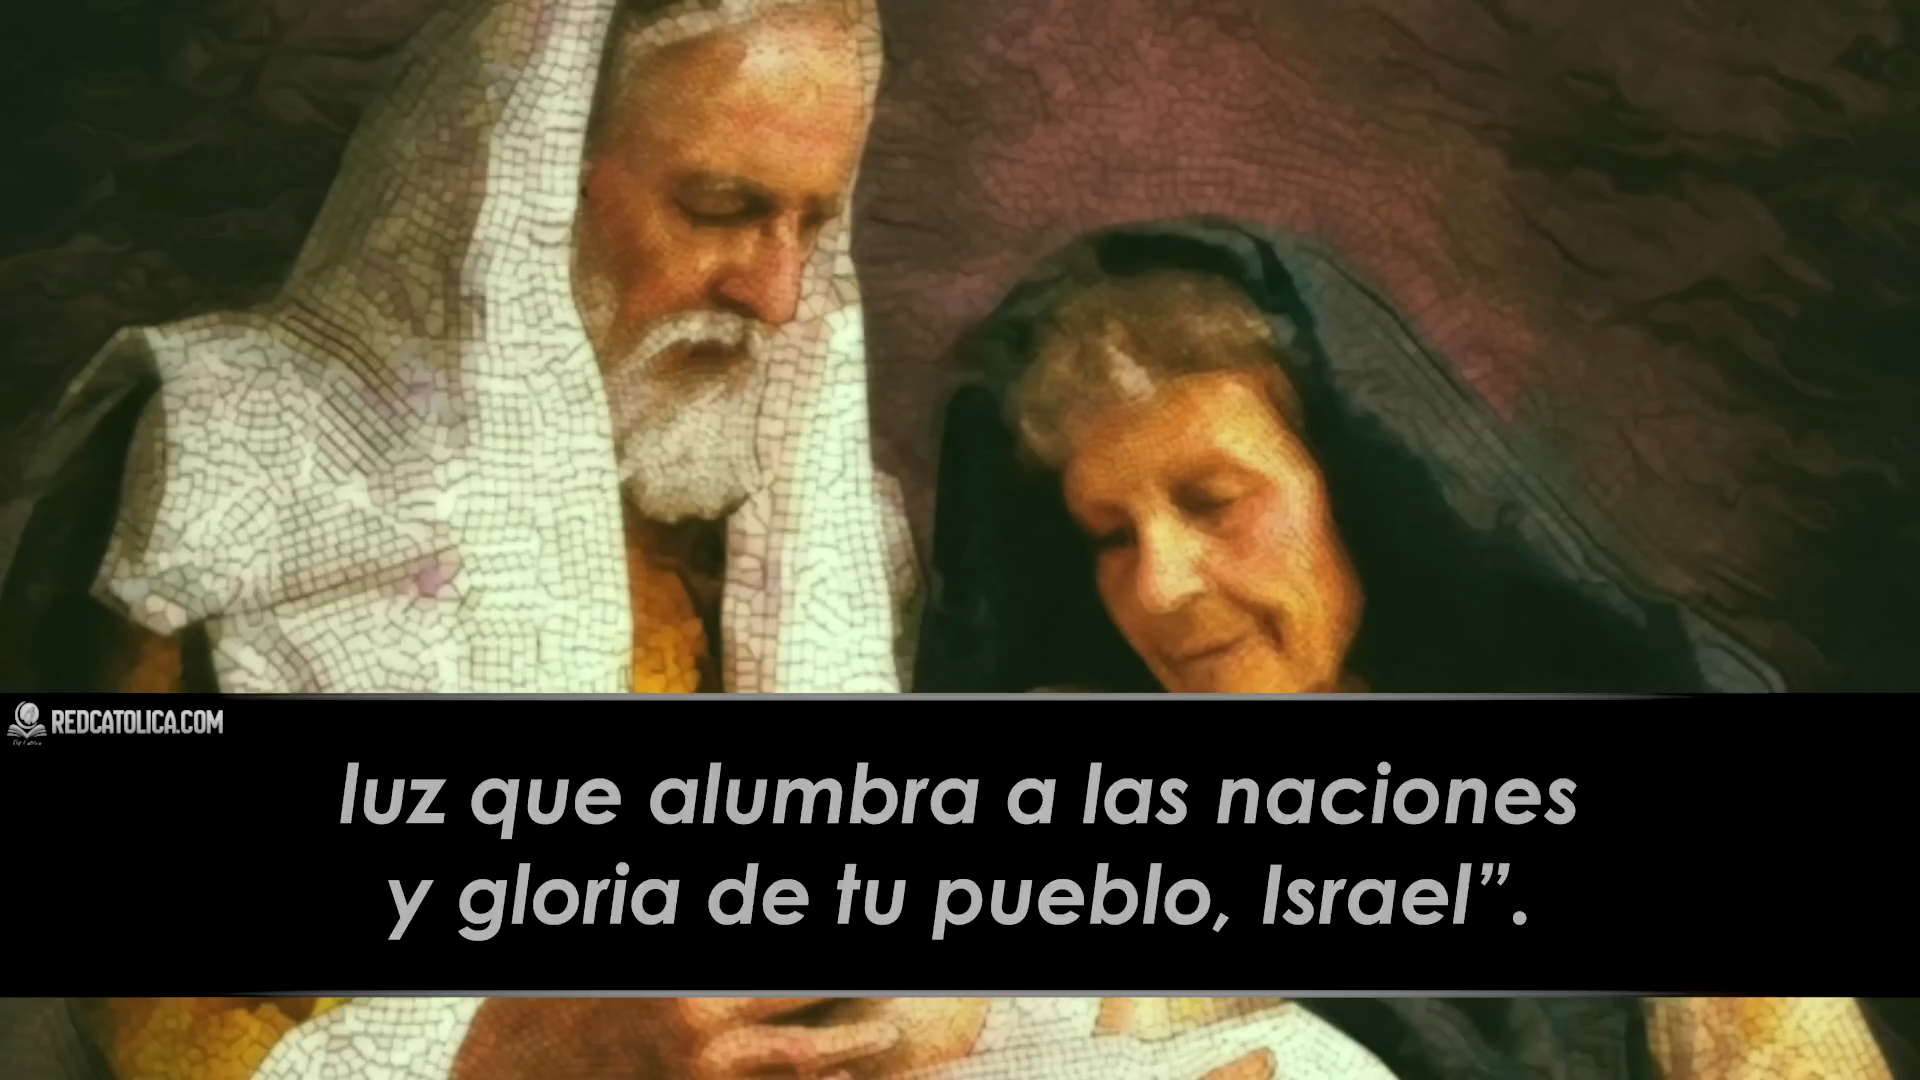 REDCATOLICA.COM
luz que alumbra a las naciones
y gloria de tu pueblo, Israel”.